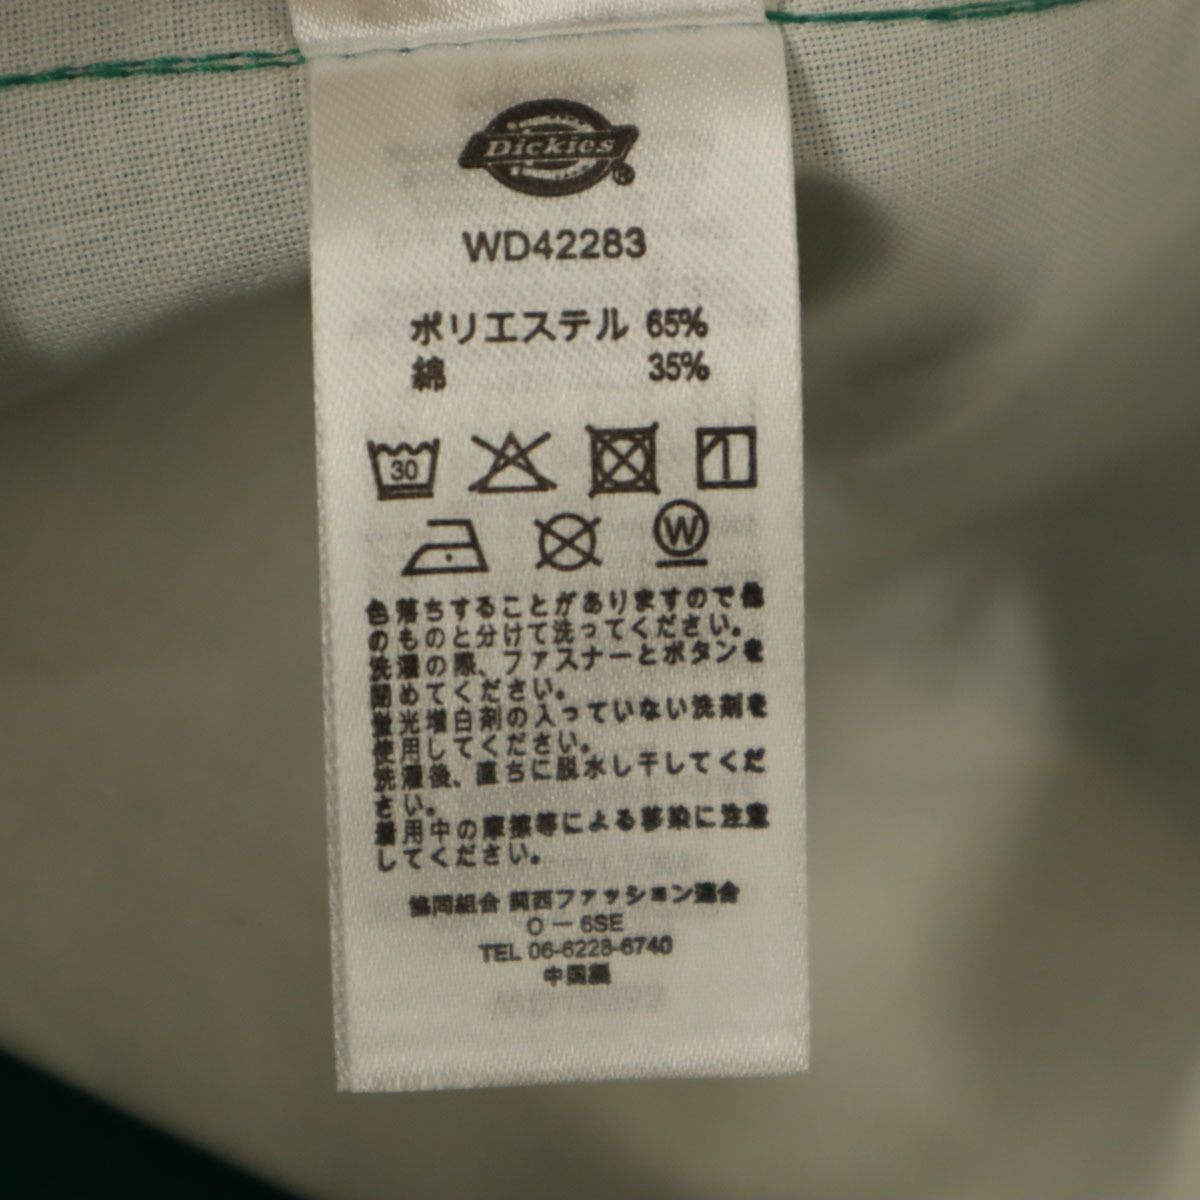 Dickies®
WD42283
ポリエステル 65%
綿 35%
30
W
色落ちすることがありますので他
のものと分けて洗ってください。
洗濯の際、ファスナーとボタンを
閉めてください。
蛍光増白剤の入っていない洗剤を
使用してください。
洗濯後、直ちに脱水し干してくだ
さい。
着用中の摩擦等による移染に注意
してください。
協同組合 関西ファッション連合
O － 6SE
TEL 06-6228-6740
中国製